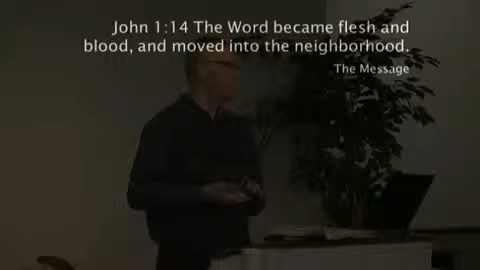 John 1:14 The Word became flesh and
blood, and moved into the neighborhood.
The Message